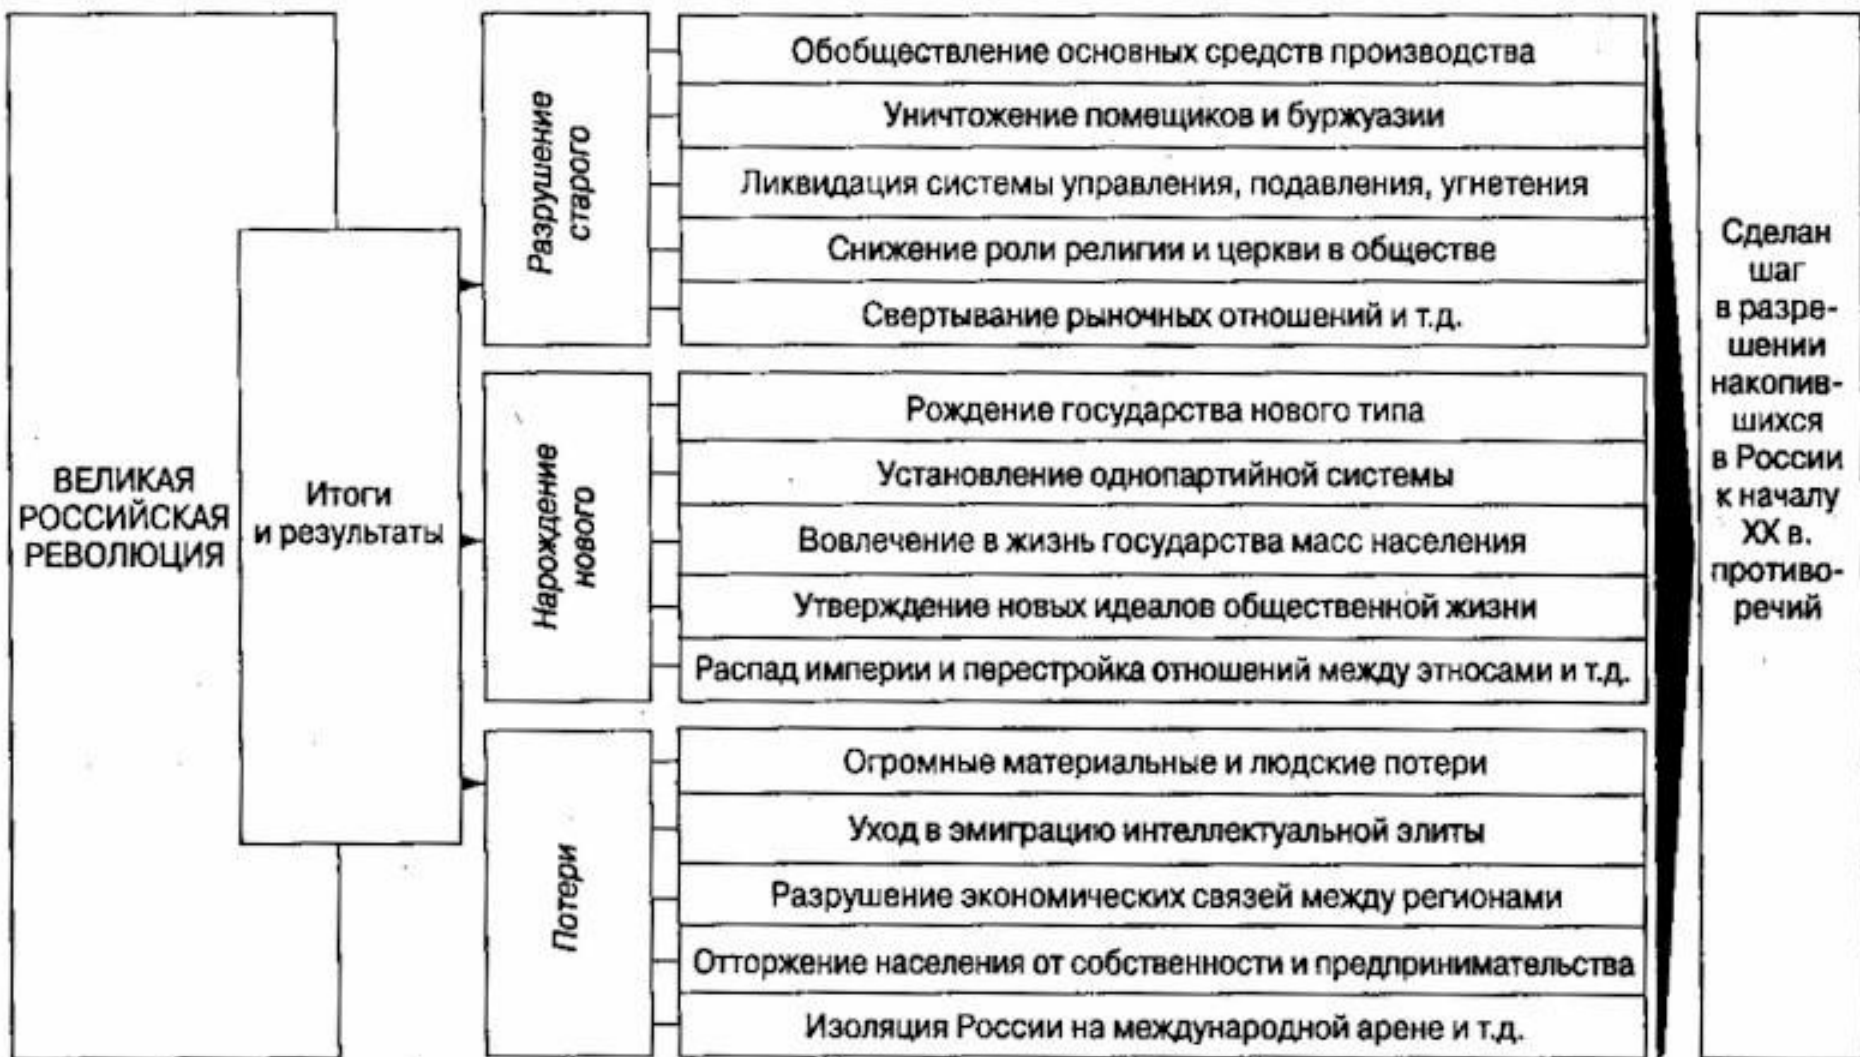 ВЕЛИКАЯ
РОССИЙСКАЯ
РЕВОЛЮЦИЯ
Итоги
и результаты
Разрушение
старого
Обобществление основных средств производства
Уничтожение помещиков и буржуазии
Ликвидация системы управления, подавления, угнетения
Снижение роли религии и церкви в обществе
Свертывание рыночных отношений и т.д.
Нарождение
нового
Рождение государства нового типа
Установление однопартийной системы
Вовлечение в жизнь государства масс населения
Утверждение новых идеалов общественной жизни
Распад империи и перестройка отношений между этносами и т.д.
Потери
Огромные материальные и людские потери
Уход в эмиграцию интеллектуальной элиты
Разрушение экономических связей между регионами
Отторжение населения от собственности и предпринимательства
Изоляция России на международной арене и т.д.
Сделан
шаг
в разре-
шении
накопив-
шихся
в России
к началу
XX в.
противо-
речий